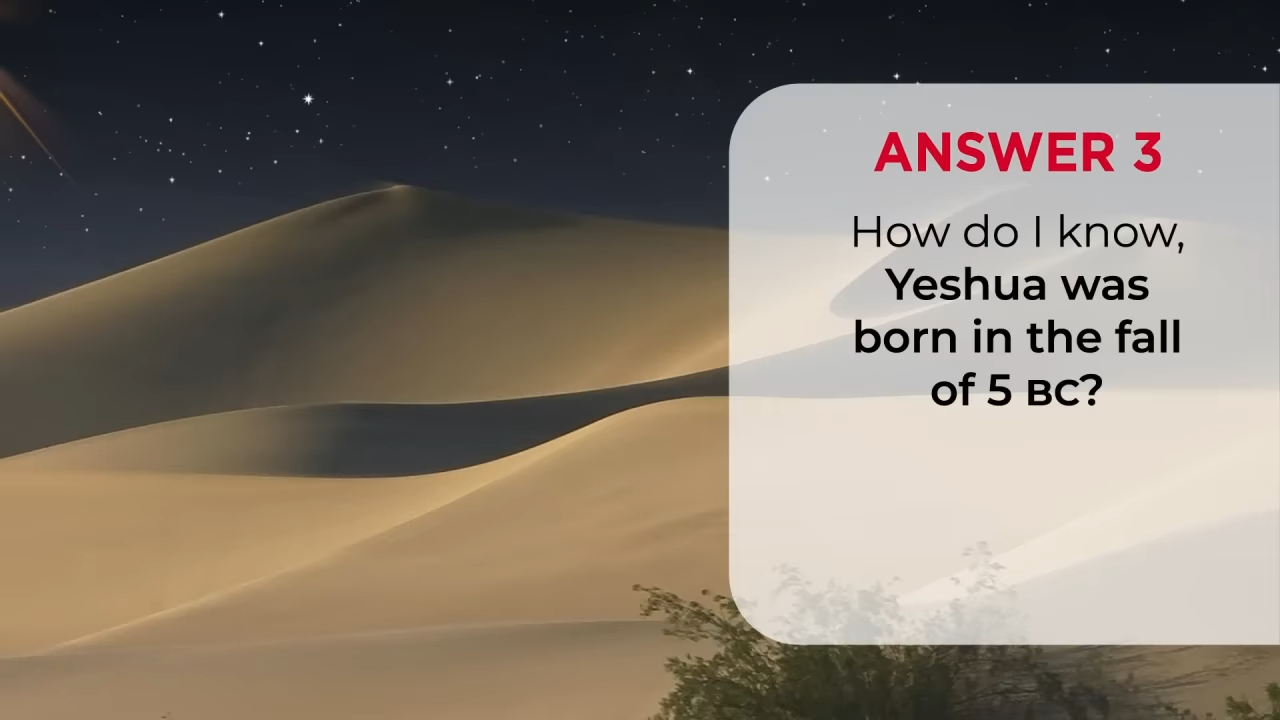 ANSWER 3
How do I know,
Yeshua was
born in the fall
of 5 BC?